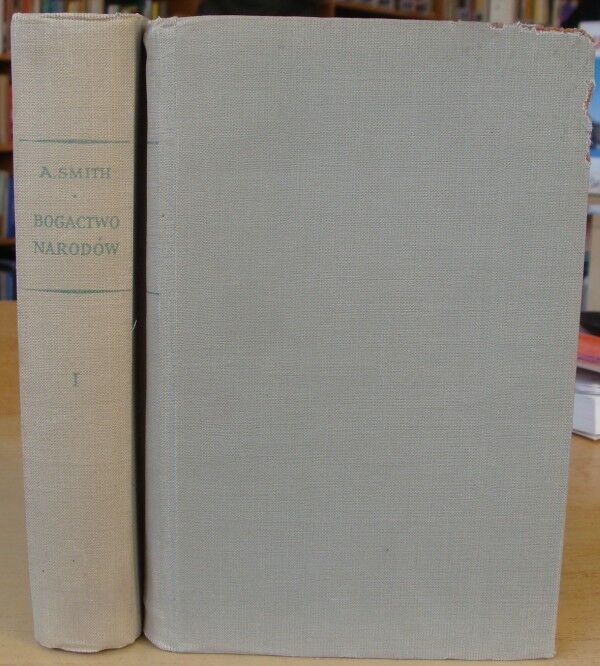 A. SMITH
BOGACTWO
NARODÓW
I